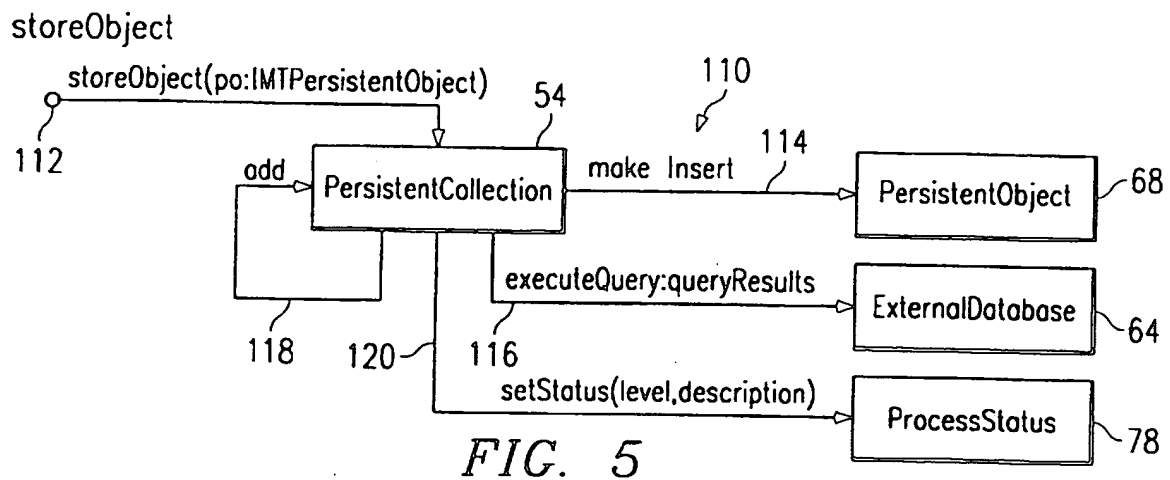 storeObject
storeObject(po:IMTPersistentObject)
112
54
110
add
PersistentCollection
make Insert
114
PersistentObject
68
executeQuery:queryResults
ExternalDatabase
118
120
116
64
setStatus(level,description)
ProcessStatus
78
FIG. 5